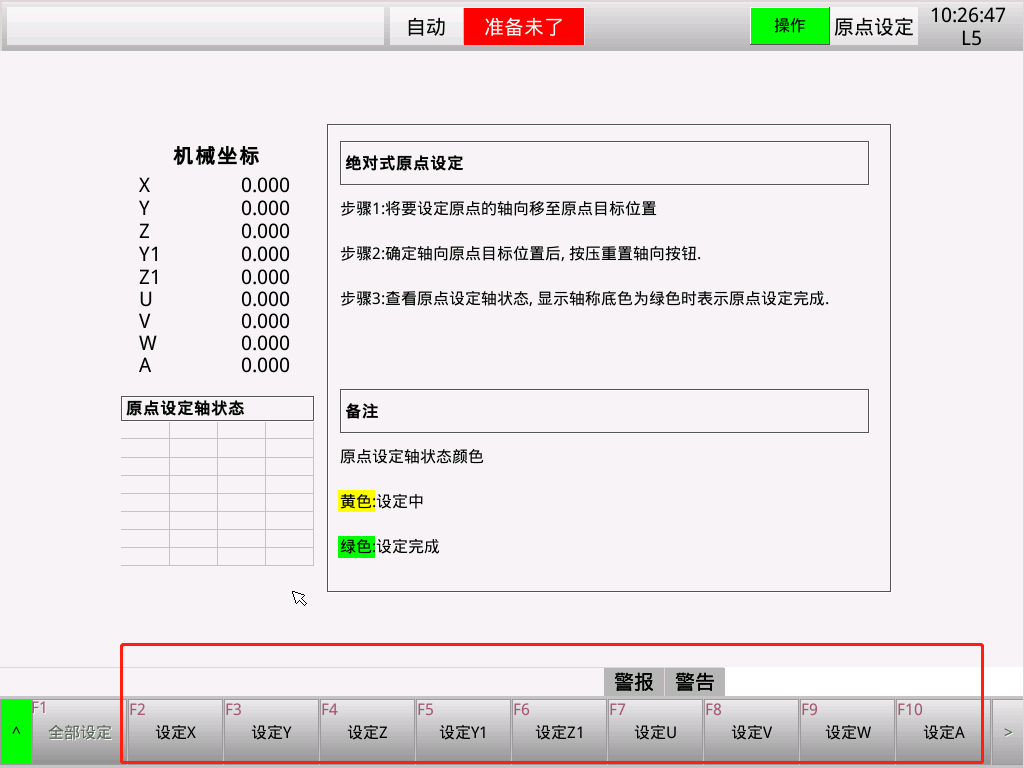 自动 准备未了 操作 原点设定 10:26:47
L5
机械坐标
X 0.000
Y 0.000
Z 0.000
Y1 0.000
Z1 0.000
U 0.000
V 0.000
W 0.000
A 0.000
原点设定轴状态
绝对式原点设定
步骤1:将要设定原点的轴向移至原点目标位置
步骤2:确定轴向原点目标位置后, 按压重置轴向按钮.
步骤3:查看原点设定轴状态, 显示轴称底色为绿色时表示原点设定完成.
备注
原点设定轴状态颜色
黄色:设定中
绿色:设定完成
警报 警告
F1 F2 F3 F4 F5 F6 F7 F8 F9 F10
^ 全部设定 设定X 设定Y 设定Z 设定Y1 设定Z1 设定U 设定V 设定W 设定A >